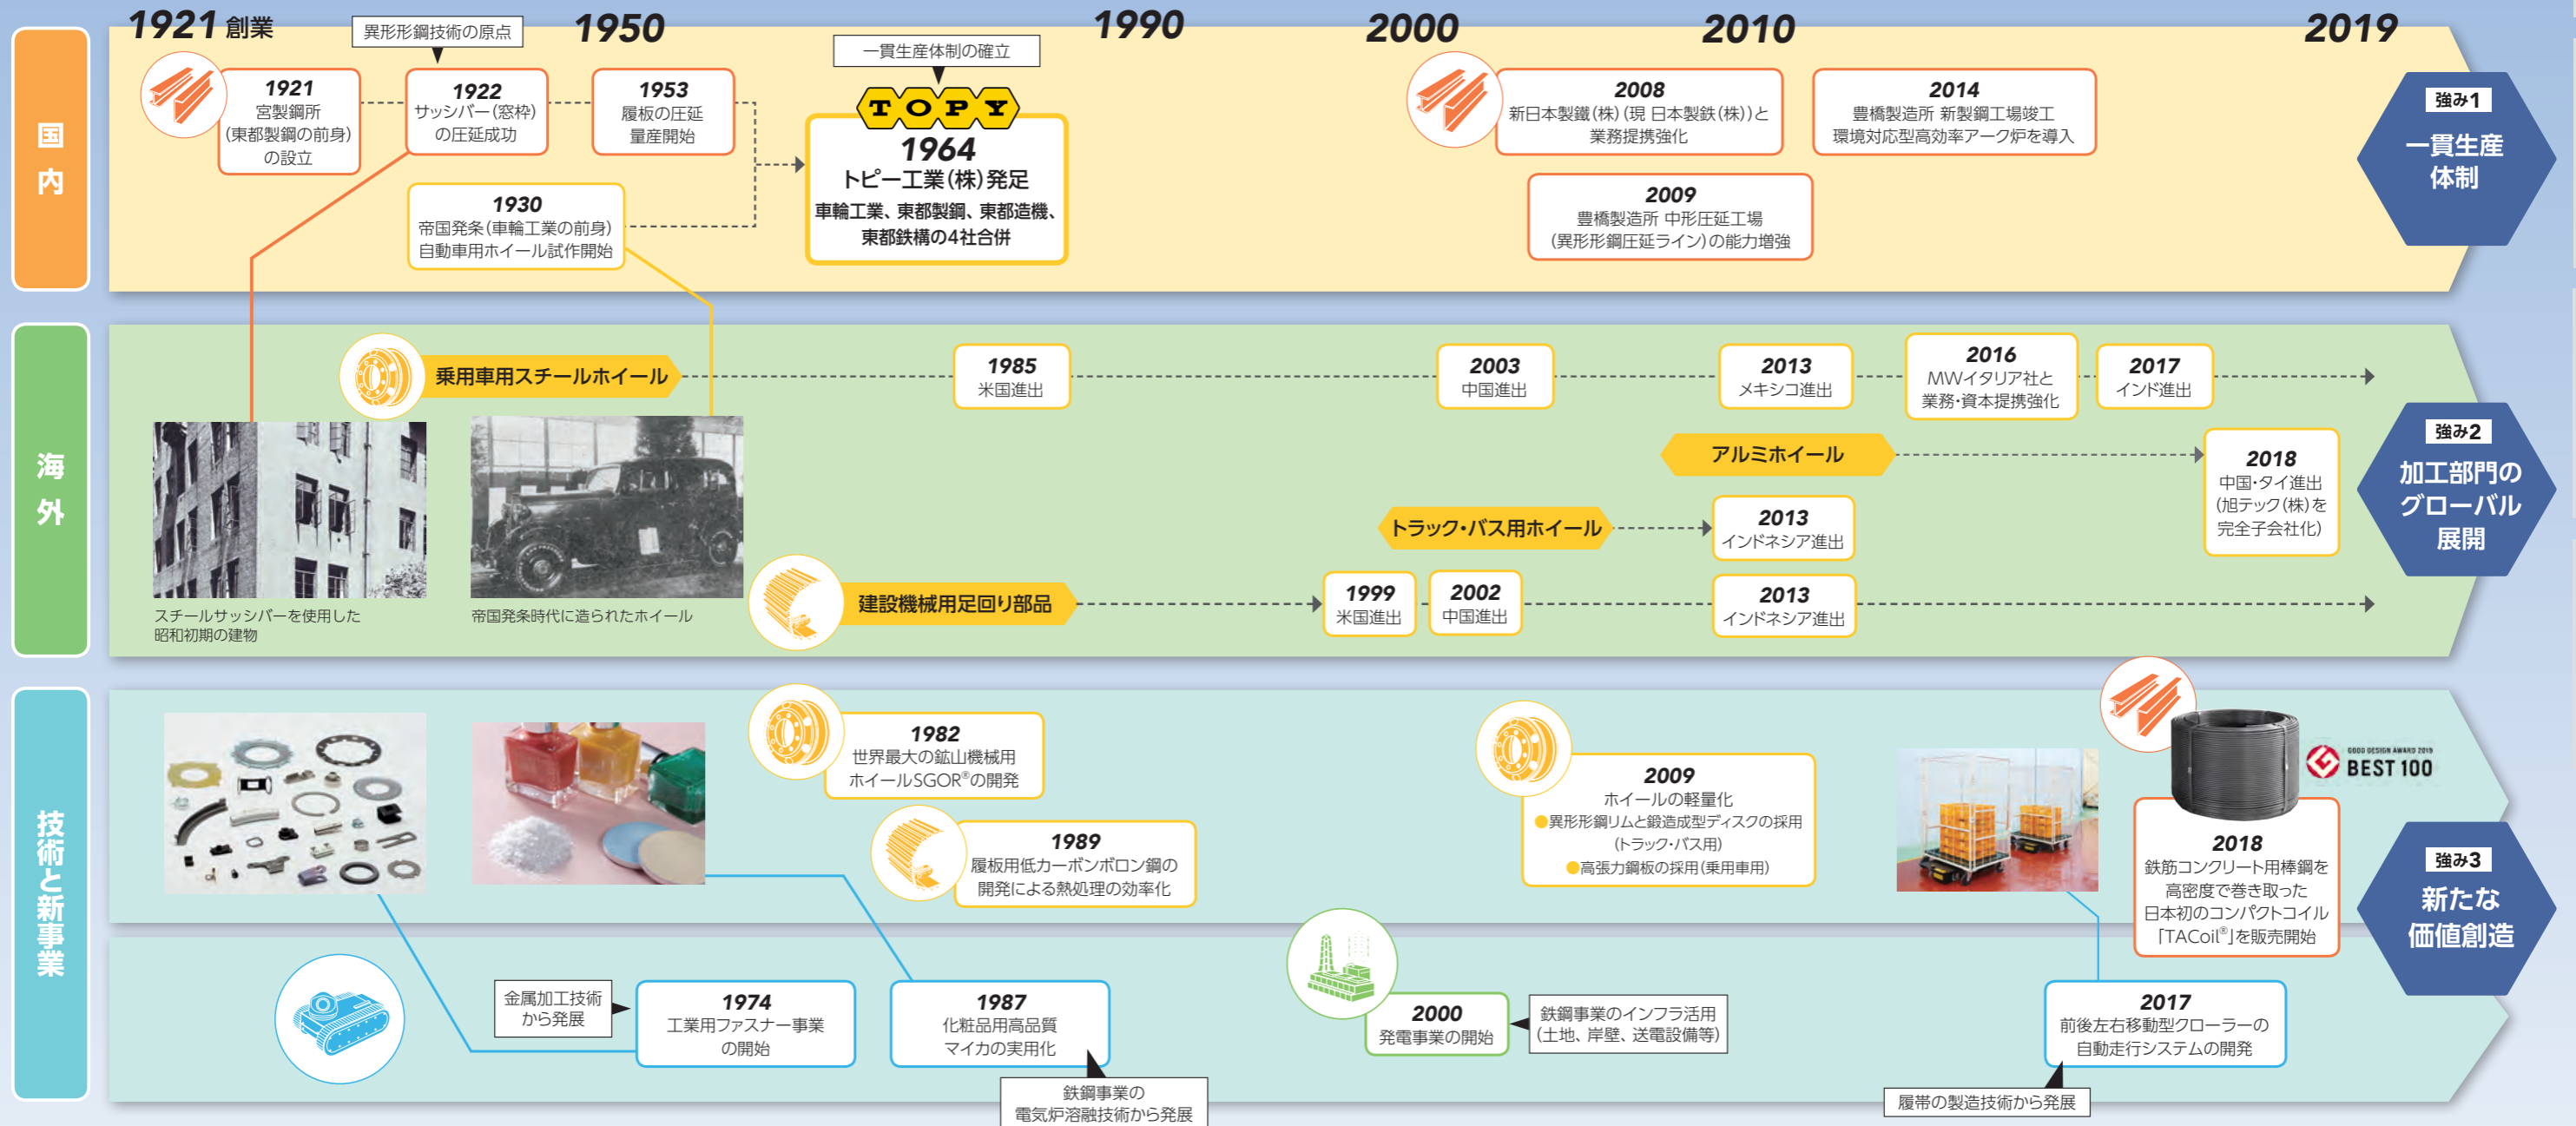 1921 創業
1950
1990
2000
2010
2019
国内
異形形鋼技術の原点
一貫生産体制の確立
1921
宮製鋼所
(東都製鋼の前身)
の設立
1922
サッシバー(窓枠)
の圧延成功
1953
履板の圧延
量産開始
1930
帝国発条(車輪工業の前身)
自動車用ホイール試作開始
TOPY
1964
トピー工業(株)発足
車輪工業、東都製鋼、東都造機、
東都鉄構の4社合併
2008
新日本製鐵(株)(現 日本製鉄(株))と
業務提携強化
2014
豊橋製造所 新製鋼工場竣工
環境対応型高効率アーク炉を導入
2009
豊橋製造所 中形圧延工場
(異形形鋼圧延ライン)の能力増強
強み1
一貫生産
体制
海外
乗用車用スチールホイール
1985
米国進出
2003
中国進出
2013
メキシコ進出
2016
MWイタリア社と
業務・資本提携強化
2017
インド進出
アルミホイール
2018
中国・タイ進出
(旭テック(株)を
完全子会社化)
トラック・バス用ホイール
2013
インドネシア進出
建設機械用足回り部品
1999
米国進出
2002
中国進出
2013
インドネシア進出
スチールサッシバーを使用した
昭和初期の建物
帝国発条時代に造られたホイール
強み2
加工部門の
グローバル
展開
技術と新事業
1982
世界最大の鉱山機械用
ホイールSGOR®の開発
1989
履板用低カーボンボロン鋼の
開発による熱処理の効率化
2009
ホイールの軽量化
●異形形鋼リムと鍛造成型ディスクの採用
(トラック・バス用)
●高張力鋼板の採用(乗用車用)
GOOD DESIGN AWARD 2019
BEST 100
2018
鉄筋コンクリート用棒鋼を
高密度で巻き取った
日本初のコンパクトコイル
「TACoil®」を販売開始
強み3
新たな
価値創造
金属加工技術
から発展
1974
工業用ファスナー事業
の開始
1987
化粧品用高品質
マイカの実用化
鉄鋼事業の
電気炉溶融技術から発展
2000
発電事業の開始
鉄鋼事業のインフラ活用
(土地、岸壁、送電設備等)
2017
前後左右移動型クローラーの
自動走行システムの開発
履帯の製造技術から発展